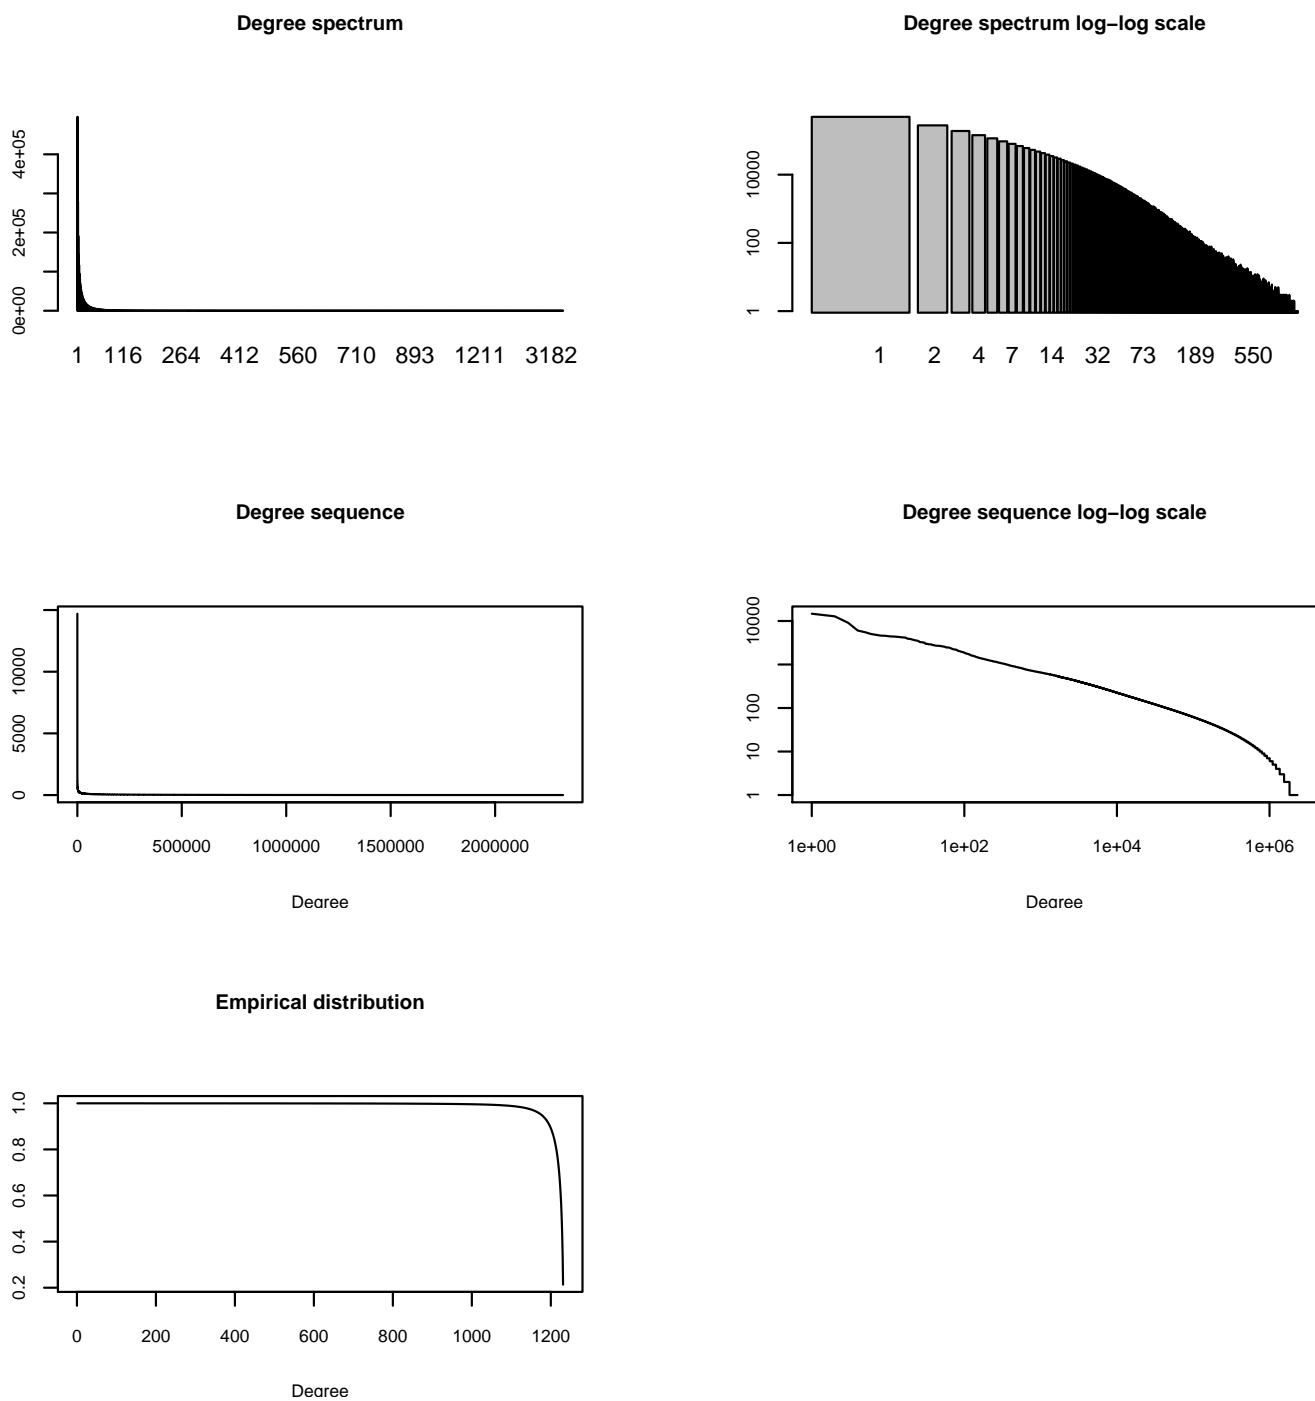 Degree spectrum
4e+05
2e+05
0e+00
1 116 264 412 560 710 893 1211 3182
Degree spectrum log–log scale
10000
100
1
1 2 4 7 14 32 73 189 550
Degree sequence
10000
5000
0
0 500000 1000000 1500000 2000000
Degree
Degree sequence log–log scale
10000
100
10
1
1e+00 1e+02 1e+04 1e+06
Degree
Empirical distribution
1.0
0.8
0.6
0.4
0.2
0 200 400 600 800 1000 1200
Degree